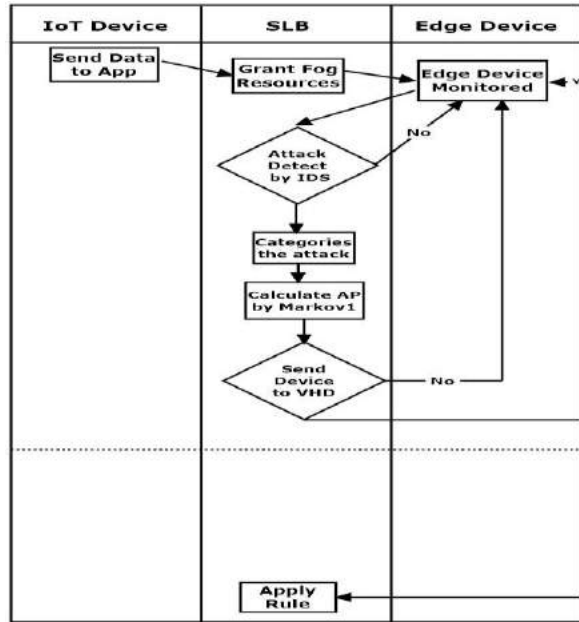 IoT Device
SLB
Edge Device
Send Data
to App
Grant Fog
Resources
Edge Device
Monitored
No
Attack
Detect
by IDS
Categories
the attack
Calculate AP
by Markov1
Send
Device
to VHD
No
Apply
Rule